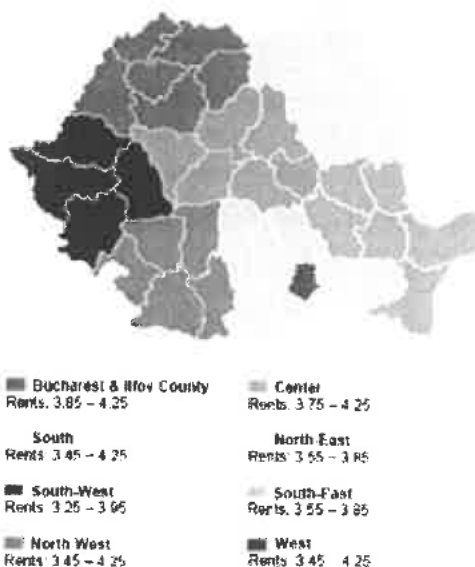 Bucharest & Ilfov County
Rents: 3.85 – 4.25
South
Rents: 3.45 – 4.25
South-West
Rents: 3.25 – 3.95
North West
Rents: 3.45 – 4.25
Center
Rents: 3.75 – 4.25
North-East
Rents: 3.55 – 3.85
South-East
Rents: 3.55 – 3.85
West
Rents: 3.45 – 4.25